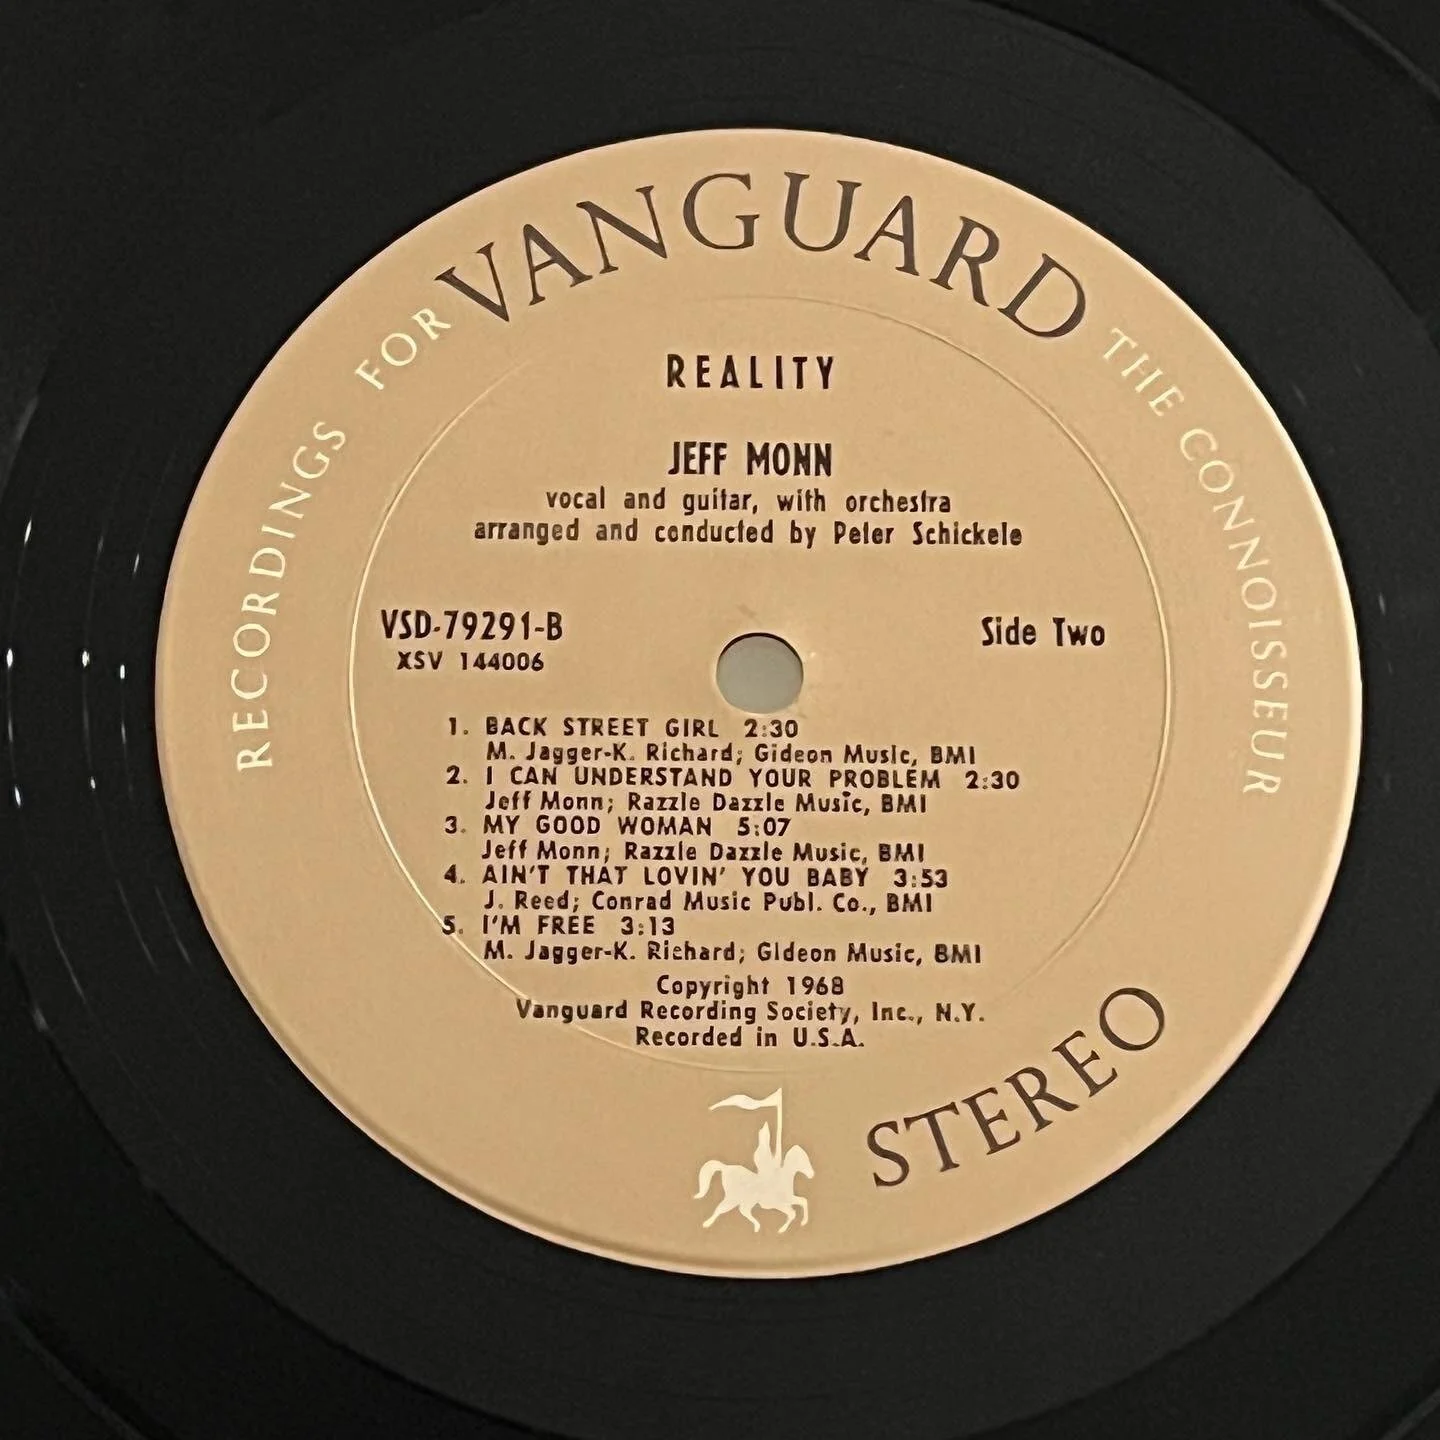 RECORDINGS FOR VANGUARD THE CONNOISSEUR
REALITY
JEFF MONN
vocal and guitar, with orchestra
arranged and conducted by Peter Schickele
VSD-79291-B
XSV 144006
Side Two
1. BACK STREET GIRL 2:30
M. Jagger-K. Richard; Gideon Music, BMI
2. I CAN UNDERSTAND YOUR PROBLEM 2:30
Jeff Monn; Razzle Dazzle Music, BMI
3. MY GOOD WOMAN 5:07
Jeff Monn; Razzle Dazzle Music, BMI
4. AIN'T THAT LOVIN' YOU BABY 3:53
J. Reed; Conrad Music Publ. Co., BMI
5. I'M FREE 3:13
M. Jagger-K. Richard; Gideon Music, BMI
Copyright 1968
Vanguard Recording Society, Inc., N.Y.
Recorded in U.S.A.
STEREO